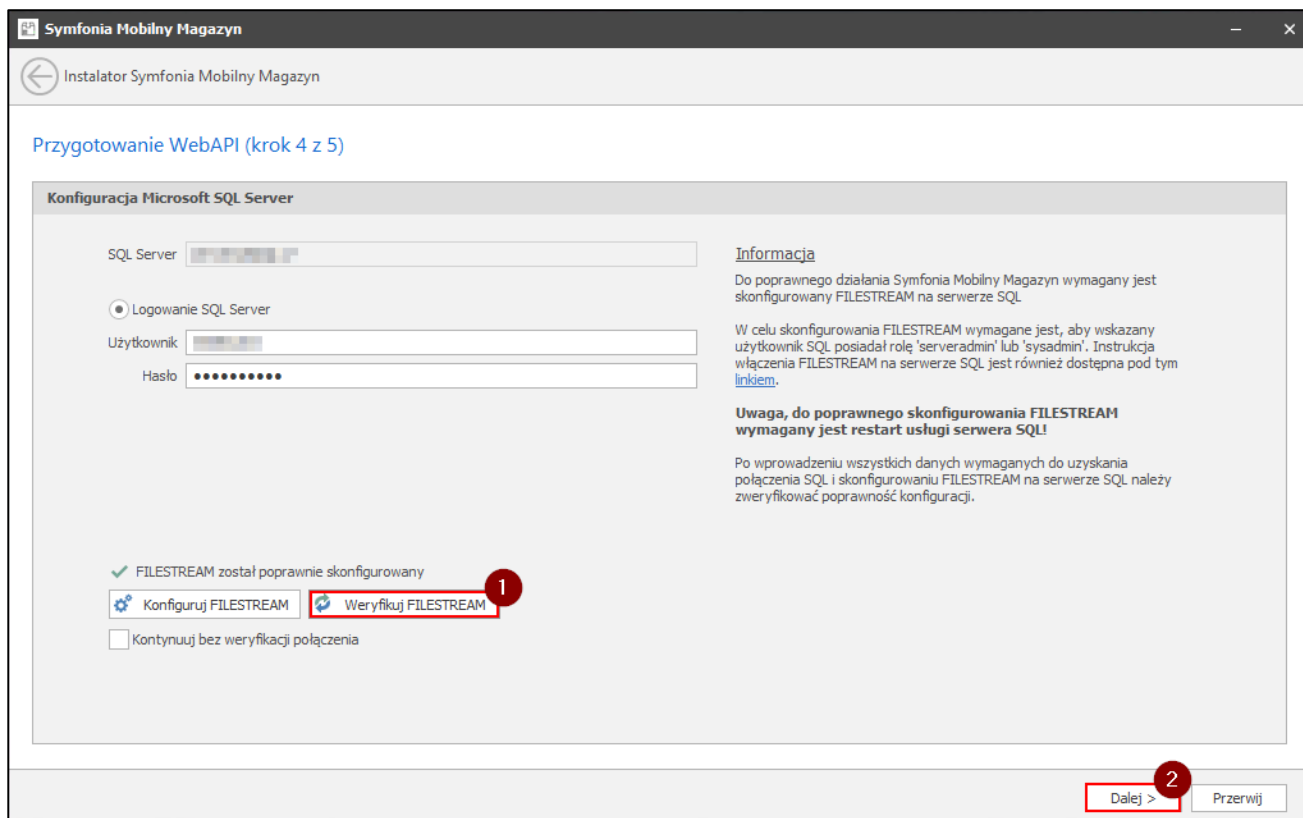 Symfonia Mobilny Magazyn
Instalator Symfonia Mobilny Magazyn
Przygotowanie WebAPI (krok 4 z 5)
Konfiguracja Microsoft SQL Server
SQL Server
Logowanie SQL Server
Użytkownik
Hasło
Informacja
Do poprawnego działania Symfonia Mobilny Magazyn wymagany jest
skonfigurowany FILESTREAM na serwerze SQL
W celu skonfigurowania FILESTREAM wymagane jest, aby wskazany
użytkownik SQL posiadał rolę 'serveradmin' lub 'sysadmin'. Instrukcja
włączenia FILESTREAM na serwerze SQL jest również dostępna pod tym
linkiem.
Uwaga, do poprawnego skonfigurowania FILESTREAM
wymagany jest restart usługi serwera SQL!
Po wprowadzeniu wszystkich danych wymaganych do uzyskania
połączenia SQL i skonfigurowaniu FILESTREAM na serwerze SQL należy
zweryfikować poprawność konfiguracji.
FILESTREAM został poprawnie skonfigurowany
Konfiguruj FILESTREAM
Weryfikuj FILESTREAM
1
Kontynuuj bez weryfikacji połączenia
2
Dalej >
Przerwij